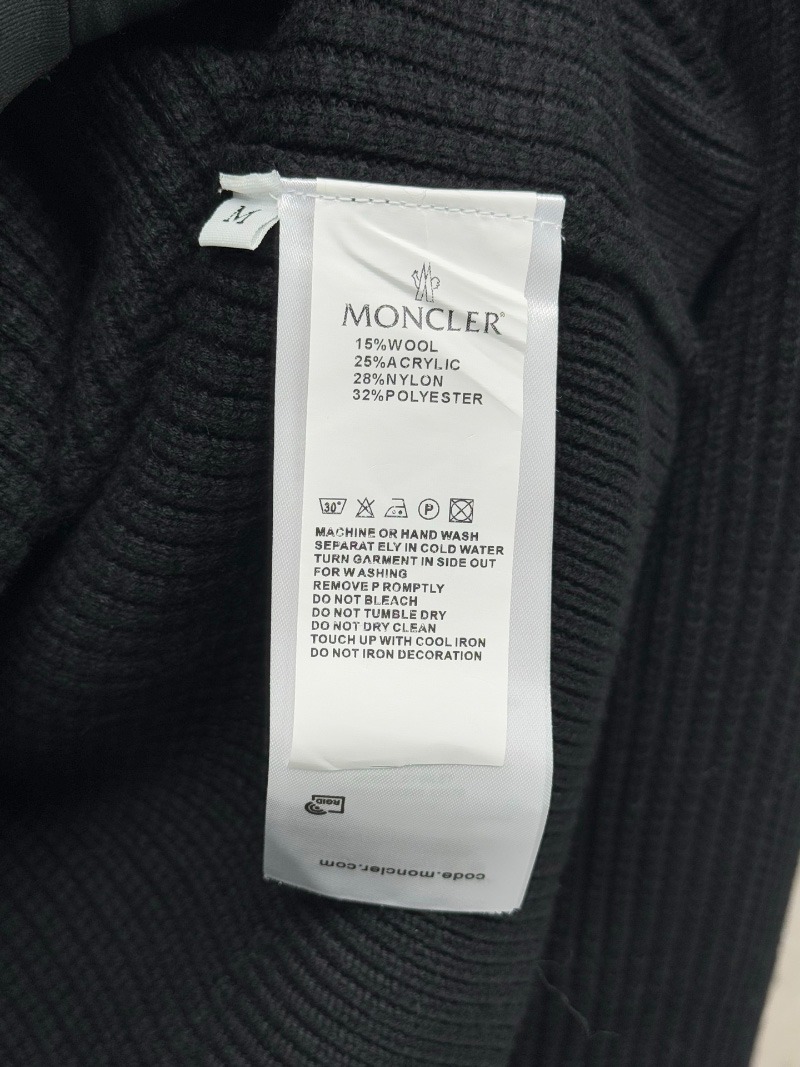 M
MONCLER®
15%WOOL
25%ACRYLIC
28%NYLON
32%POLYESTER
30°
P
MACHINE OR HAND WASH
SEPARAT ELY IN COLD WATER
TURN GARMENT IN SIDE OUT
FOR WASHING
REMOVE P ROMPTLY
DO NOT BLEACH
DO NOT TUMBLE DRY
DO NOT DRY CLEAN
TOUCH UP WITH COOL IRON
DO NOT IRON DECORATION
RGID
code.moncler.com